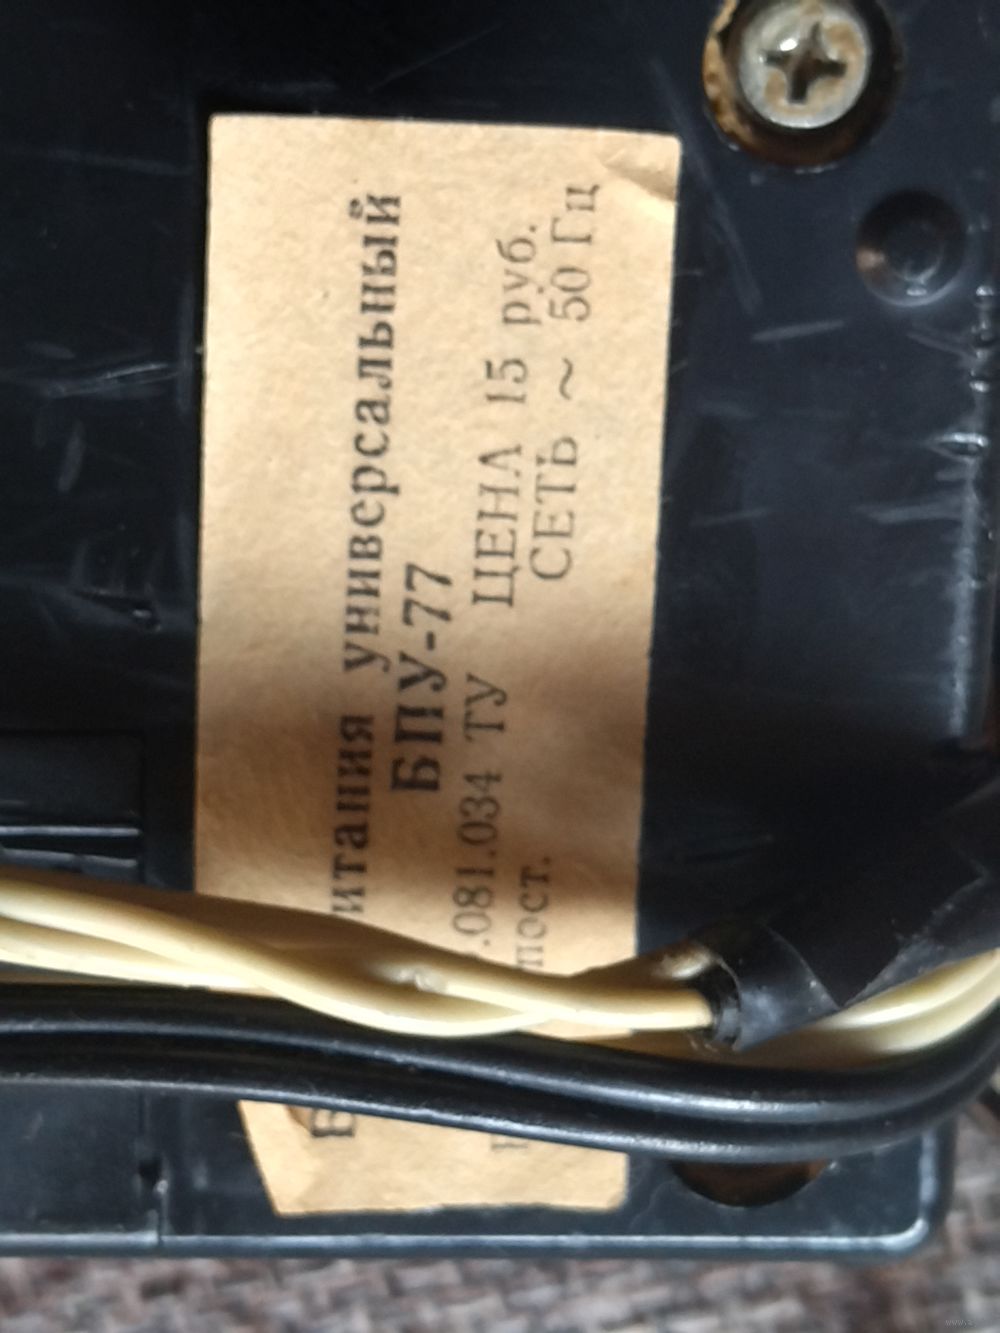 итания универсальный
БПУ-77
.081.034 ТУ ЦЕНА 15 руб.
пост. СЕТЬ ~ 50 Гц